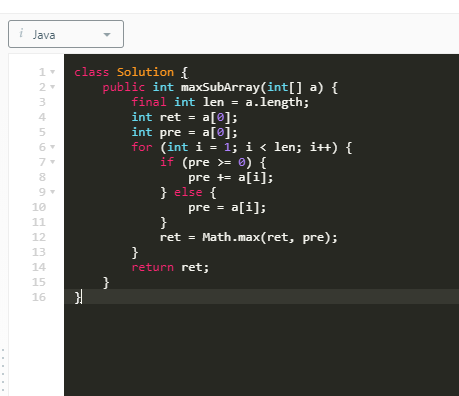 i Java
1 class Solution {
2     public int maxSubArray(int[] a) {
3         final int len = a.length;
4         int ret = a[0];
5         int pre = a[0];
6         for (int i = 1; i < len; i++) {
7             if (pre >= 0) {
8                 pre += a[i];
9             } else {
10                 pre = a[i];
11             }
12             ret = Math.max(ret, pre);
13         }
14         return ret;
15     }
16 }